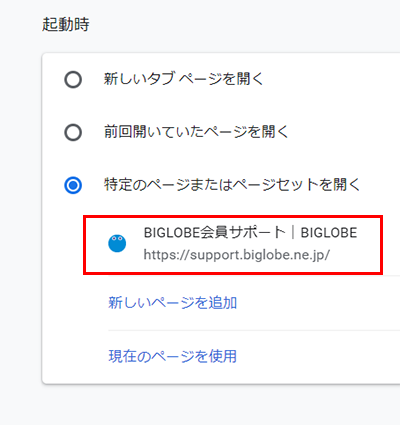 起動時
新しいタブ ページを開く
前回開いていたページを開く
特定のページまたはページセットを開く
BIGLOBE会員サポート｜BIGLOBE
https://support.biglobe.ne.jp/
新しいページを追加
現在のページを使用